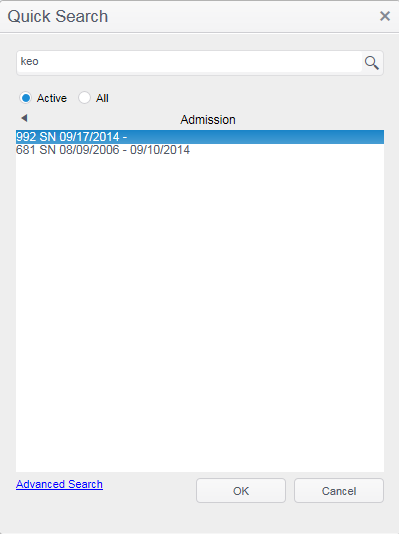 Quick Search
keo
Active All
Admission
992 SN 09/17/2014 -
681 SN 08/09/2006 - 09/10/2014
Advanced Search OK Cancel